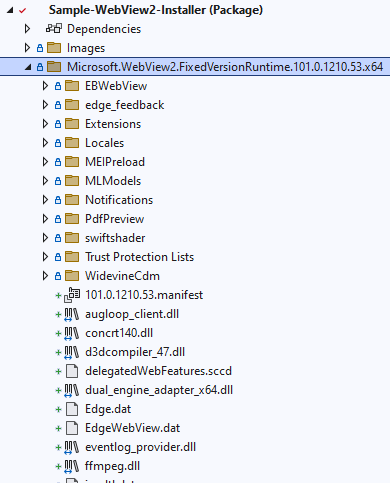 Sample-WebView2-Installer (Package)
Dependencies
Images
Microsoft.WebView2.FixedVersionRuntime.101.0.1210.53.x64
EBWebView
edge_feedback
Extensions
Locales
MEIPreload
MLModels
Notifications
PdfPreview
swiftshader
Trust Protection Lists
WidevineCdm
101.0.1210.53.manifest
augloop_client.dll
concrt140.dll
d3dcompiler_47.dll
delegatedWebFeatures.sccd
dual_engine_adapter_x64.dll
Edge.dat
EdgeWebView.dat
eventlog_provider.dll
ffmpeg.dll